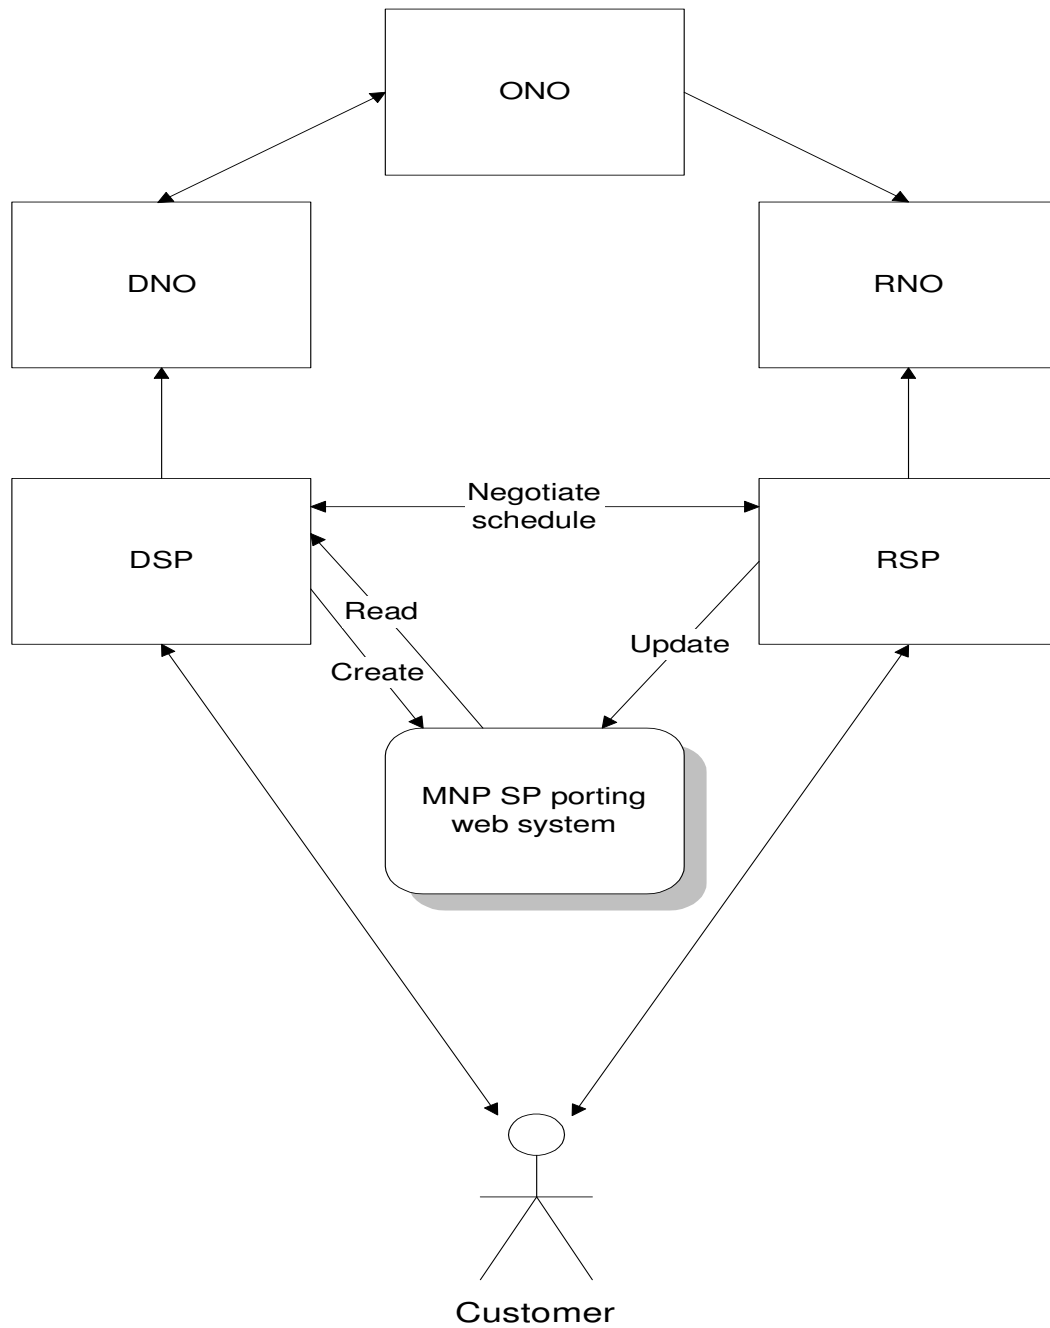 ONO
DNO
RNO
Negotiate
schedule
DSP
RSP
Read
Update
Create
MNP SP porting
web system
Customer